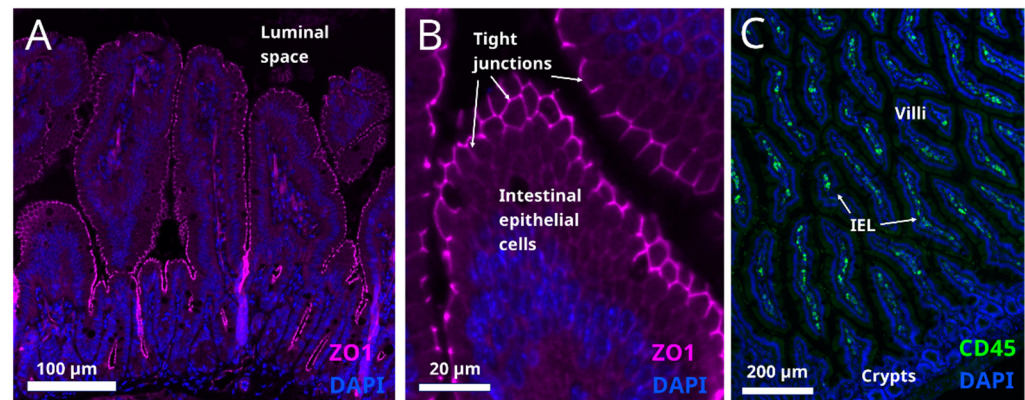 A
Luminal
space
ZO1
DAPI
100 μm
B
Tight
junctions
Intestinal
epithelial
cells
ZO1
DAPI
20 μm
C
Villi
IEL
CD45
DAPI
Crypts
200 μm